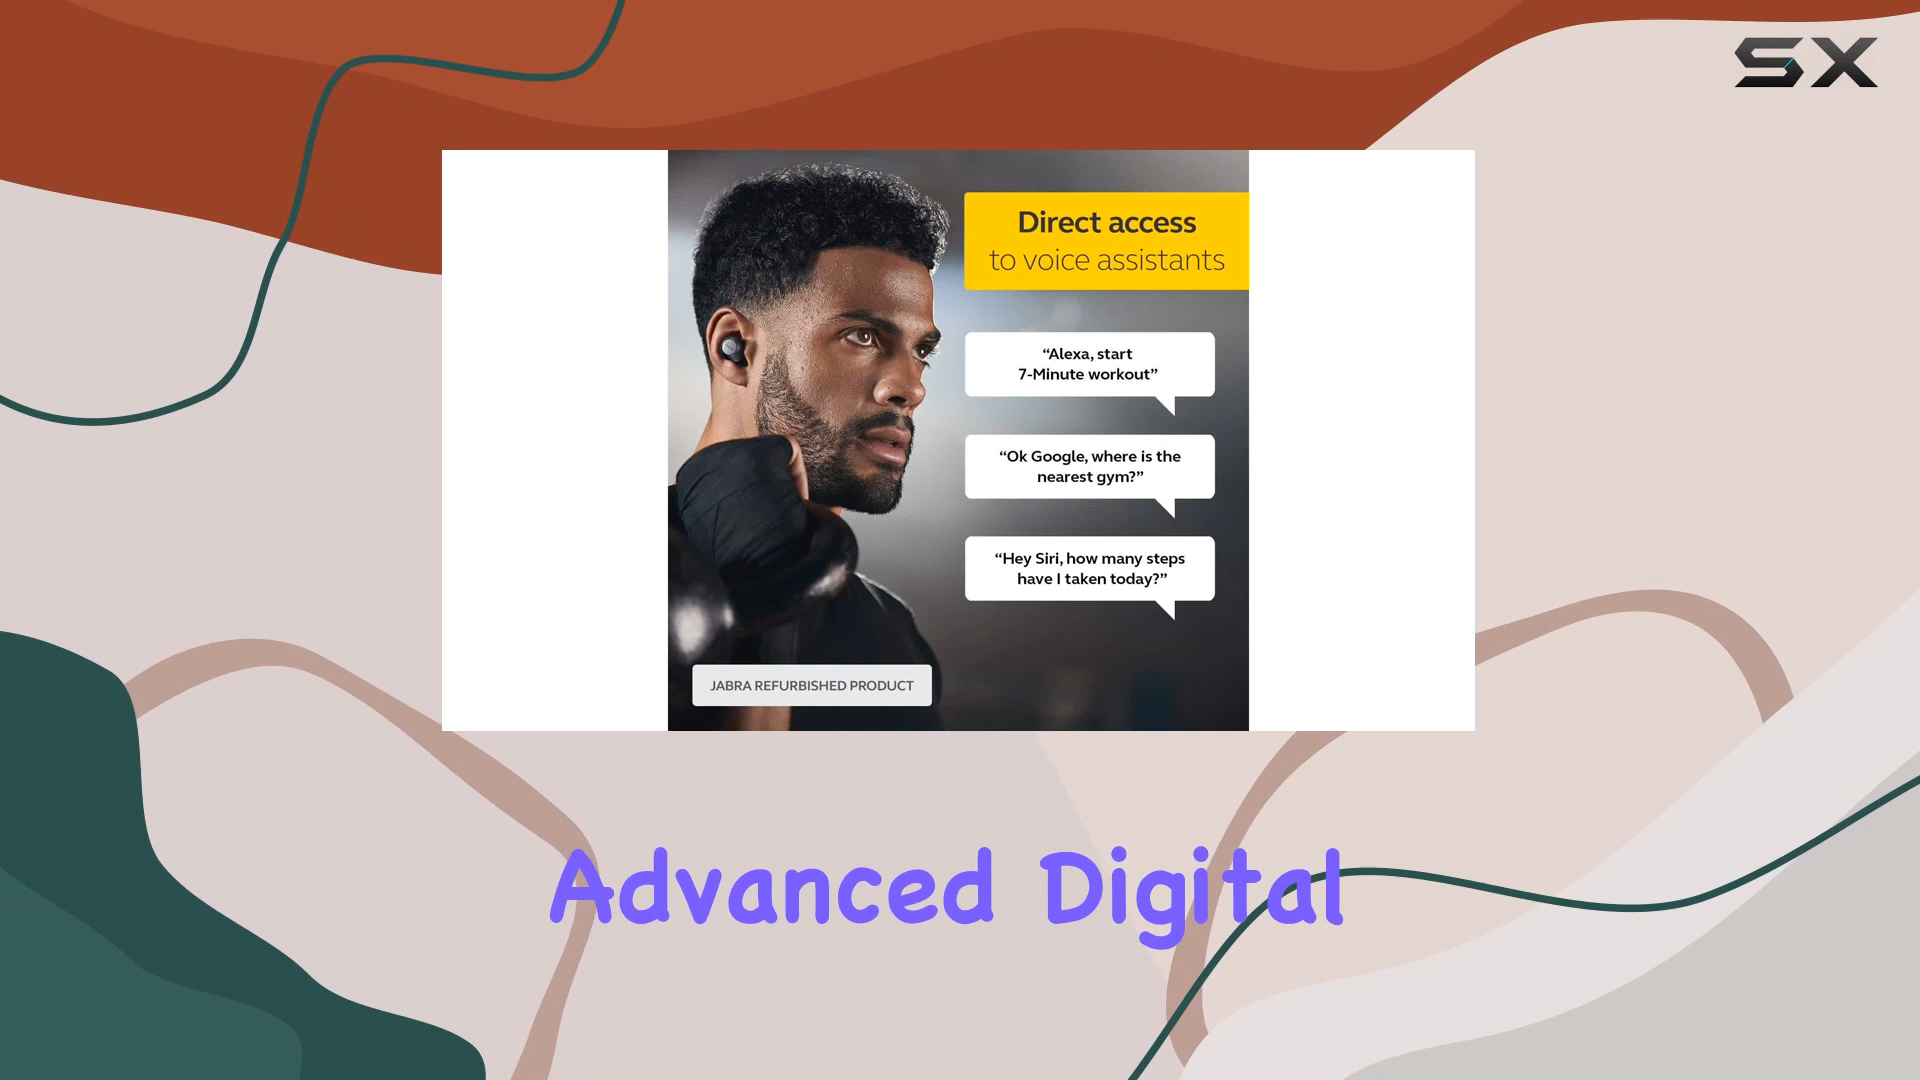 SX
Direct access
to voice assistants
“Alexa, start
7-Minute workout”
“Ok Google, where is the
nearest gym?”
“Hey Siri, how many steps
have I taken today?”
JABRA REFURBISHED PRODUCT
Advanced Digital